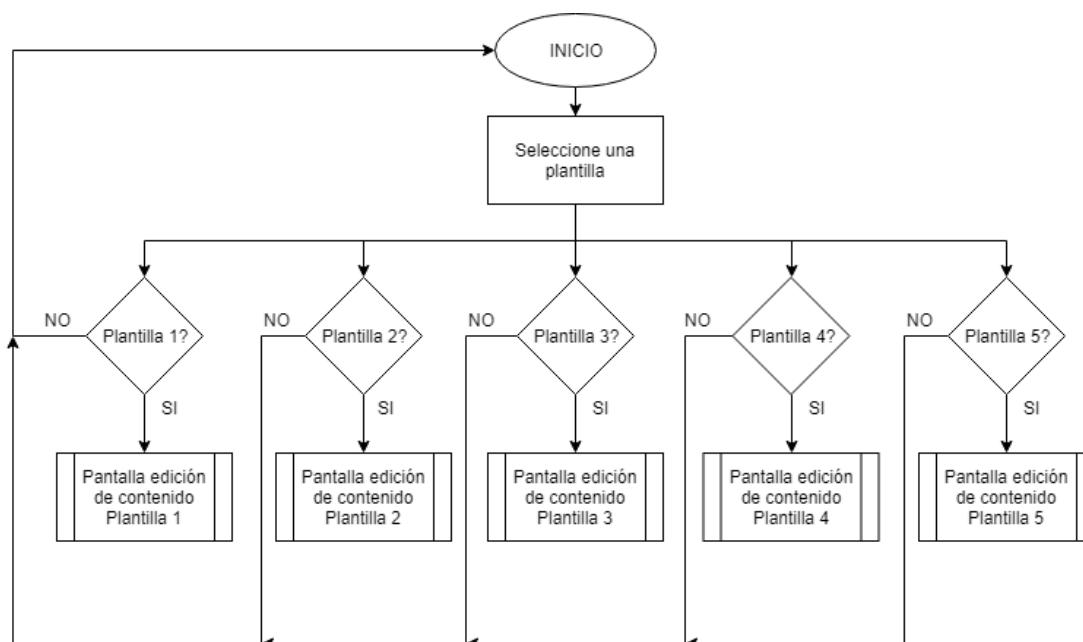 INICIO
Seleccione una
plantilla
NO
Plantilla 1?
NO
Plantilla 2?
NO
Plantilla 3?
NO
Plantilla 4?
NO
Plantilla 5?
SI
SI
SI
SI
SI
Pantalla edición
de contenido
Plantilla 1
Pantalla edición
de contenido
Plantilla 2
Pantalla edición
de contenido
Plantilla 3
Pantalla edición
de contenido
Plantilla 4
Pantalla edición
de contenido
Plantilla 5